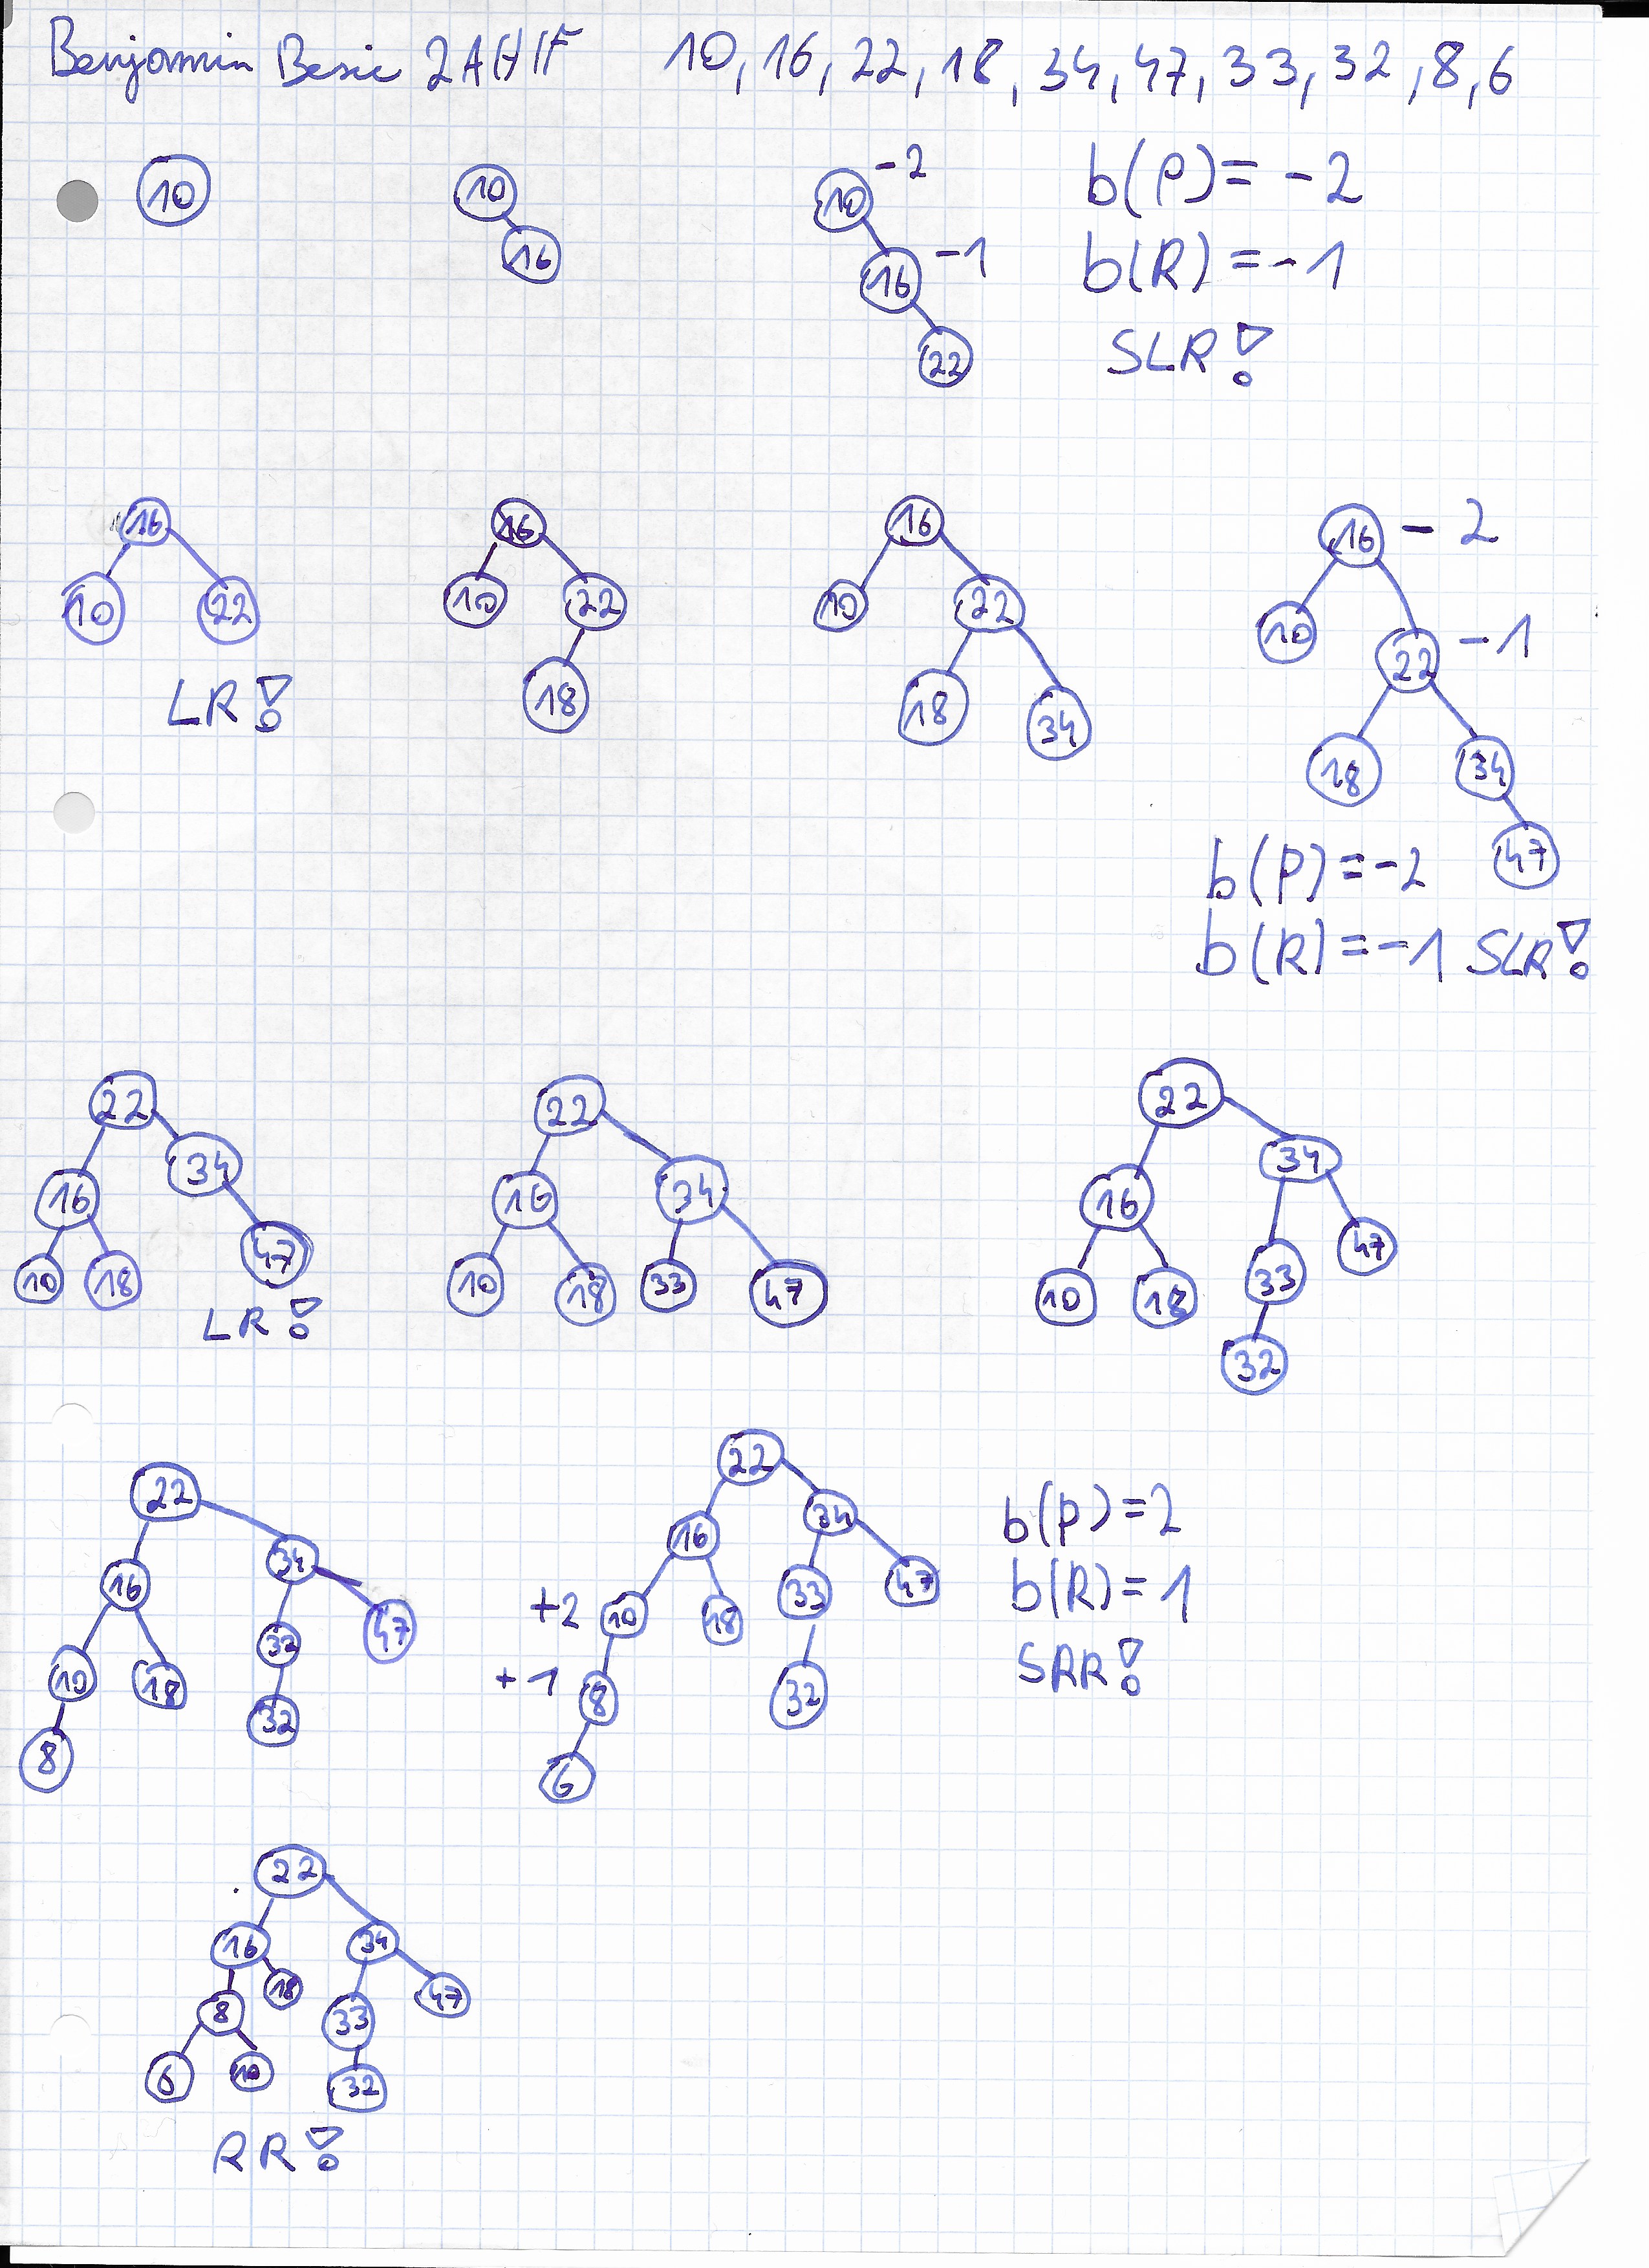 Benjamin Besic 2AHIF 10, 16, 22, 18, 34, 47, 33, 32, 8, 6
10 10 10 -2 b(P) = -2
16 16 -1 b(R) = -1
22 SLR!
16 16 16 16 -2
10 22 10 22 10 22 10 22 -1
LR! 18 18 34 18 34
47
b(P) = -2
b(R) = -1 SLR!
22 22 22
16 34 16 34 16 34
10 18 47 10 18 33 47 10 18 33 47
LR! 32
22 22 b(P) = 2
16 34 16 34 b(R) = 1
10 18 32 47 +2 10 18 33 47 SRR!
8 32 +1 8 32
6
22
16 34
8 18 33 47
6 10 32
RR!